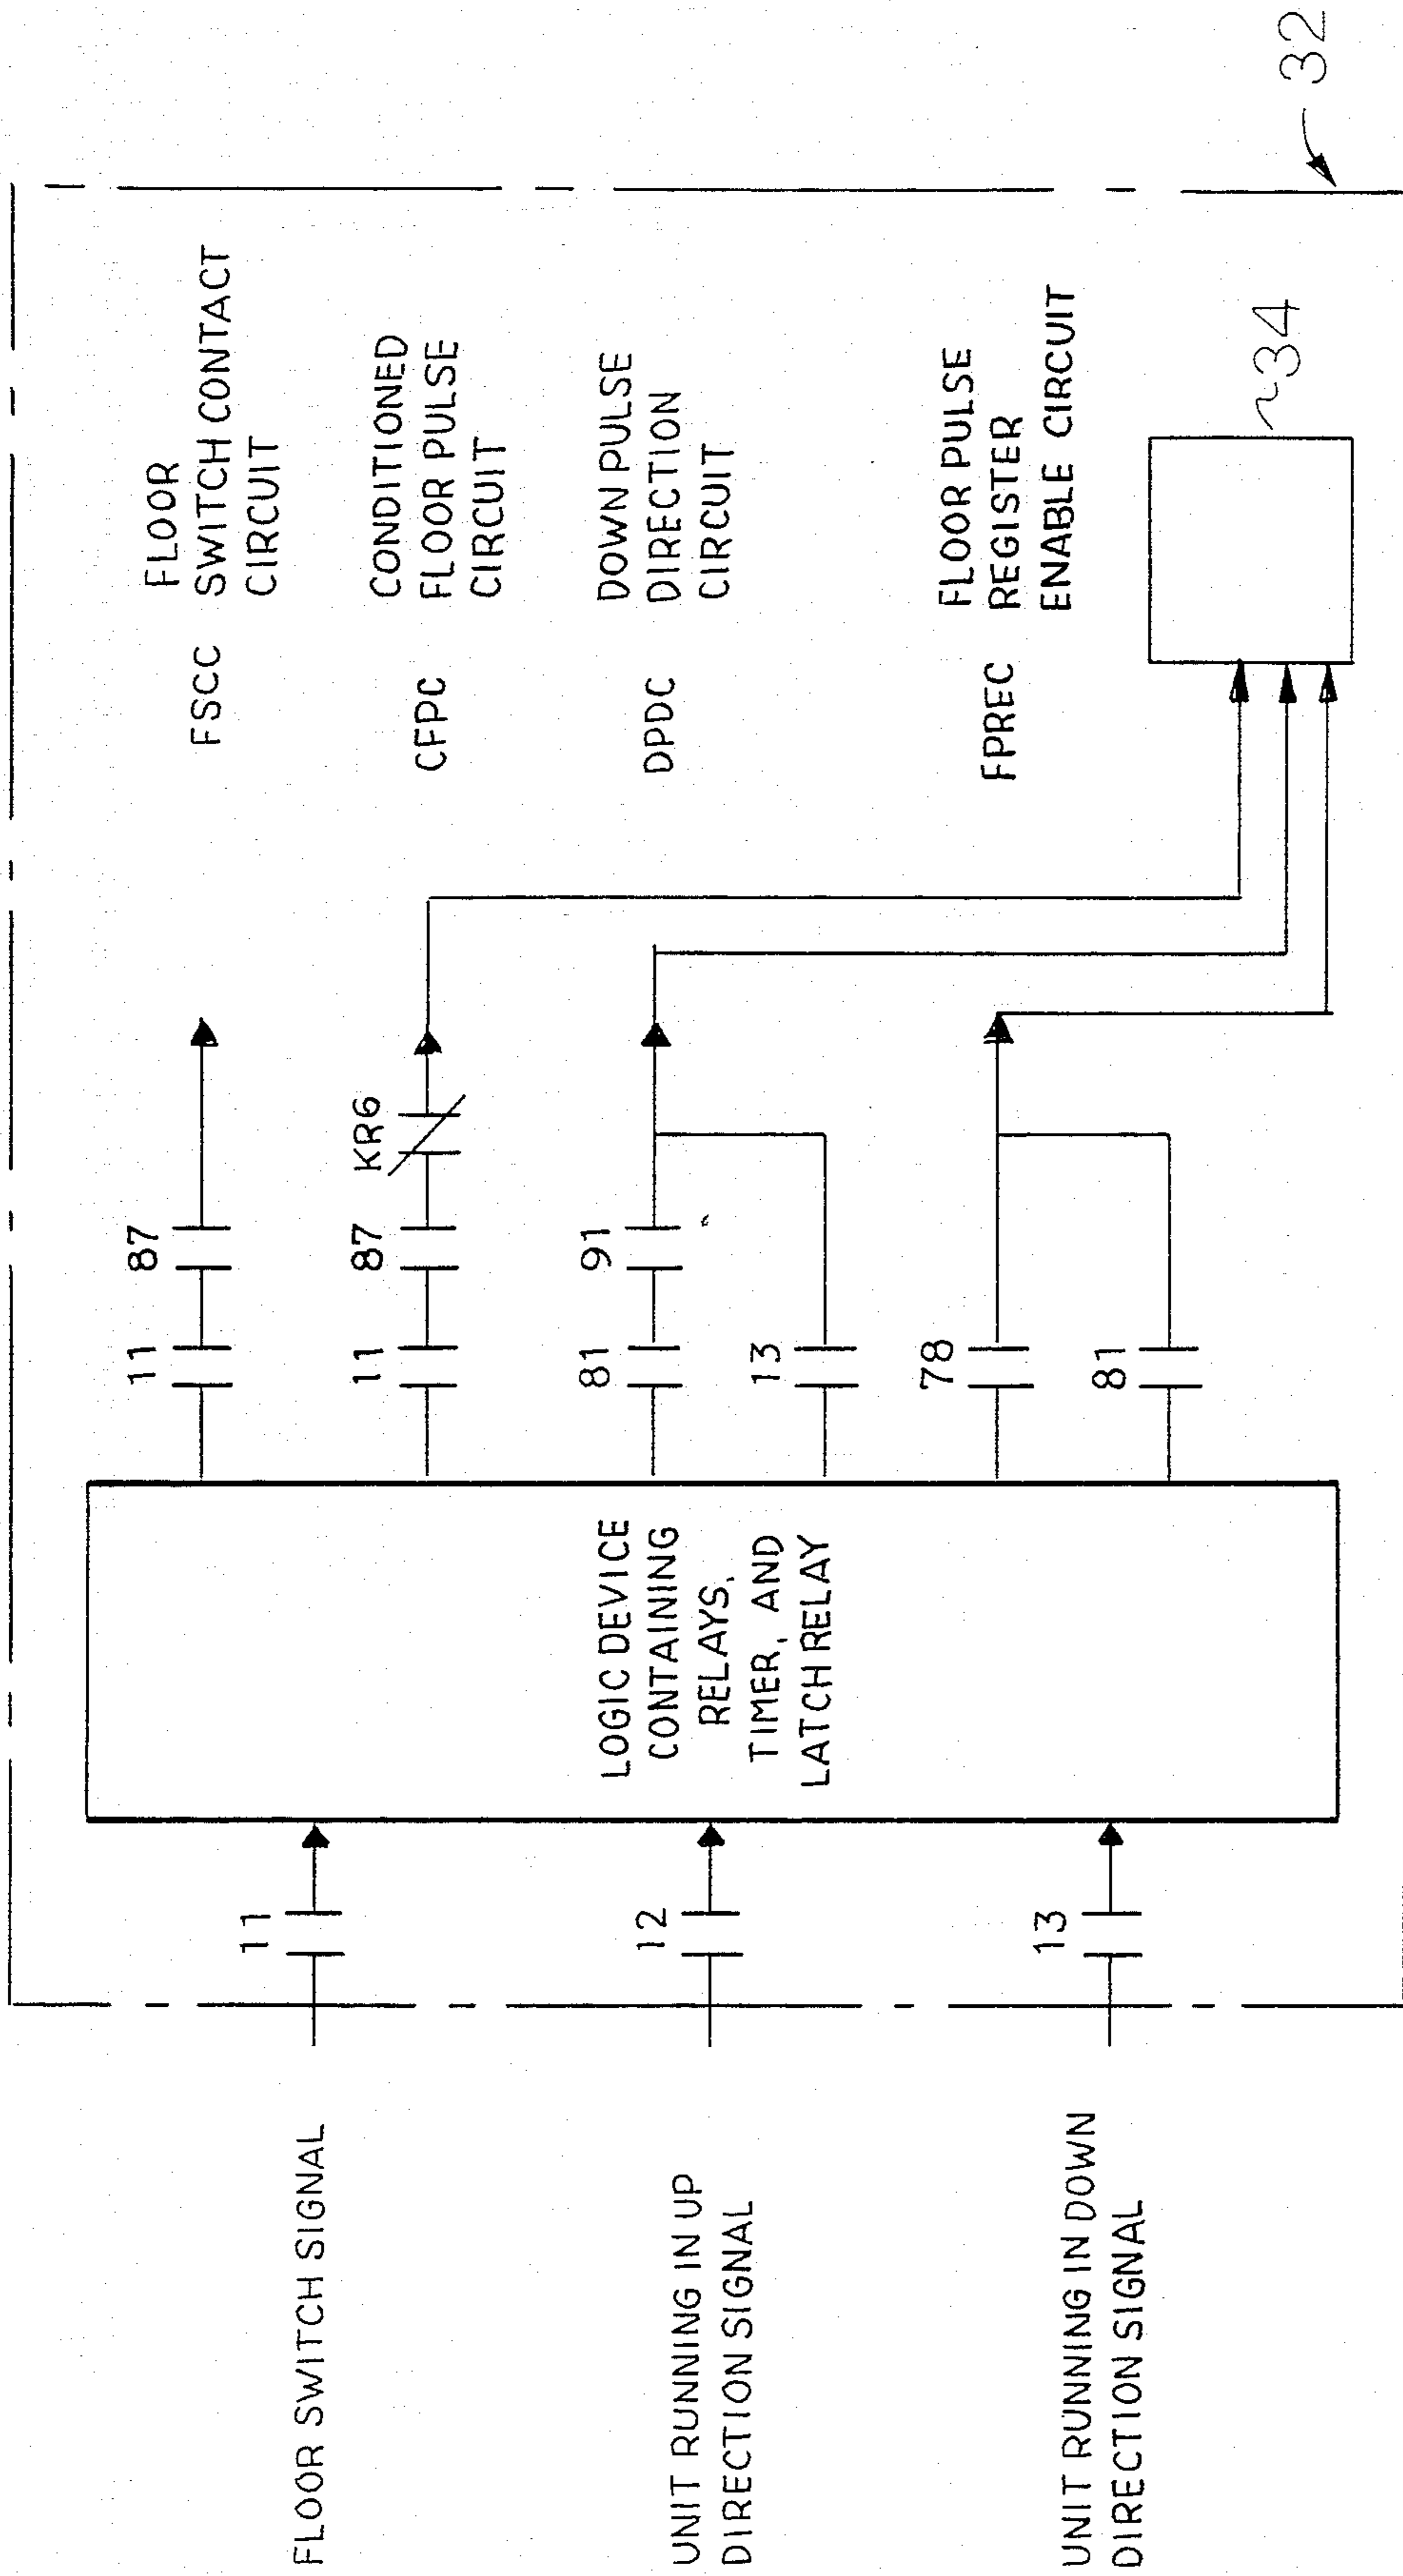 FLOOR SWITCH SIGNAL
UNIT RUNNING IN UP
DIRECTION SIGNAL
UNIT RUNNING IN DOWN
DIRECTION SIGNAL
11
12
13
LOGIC DEVICE
CONTAINING
RELAYS,
TIMER, AND
LATCH RELAY
11 87
11 87 KR6
81 91
13
78
81
FLOOR
FSCC SWITCH CONTACT
CIRCUIT
CONDITIONED
CFPC FLOOR PULSE
CIRCUIT
DOWN PULSE
DPDC DIRECTION
CIRCUIT
FLOOR PULSE
FPREC REGISTER
ENABLE CIRCUIT
34
32